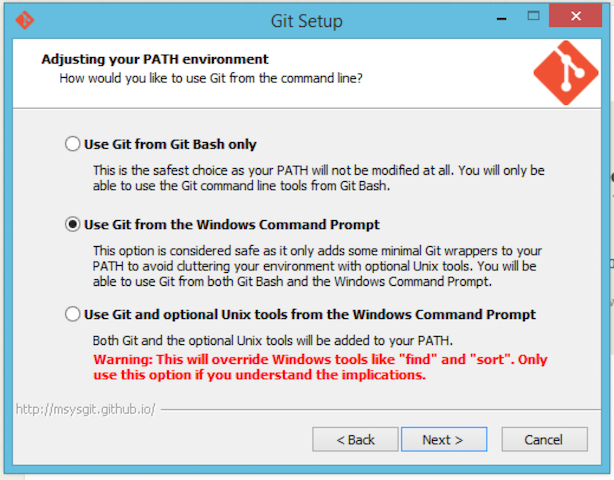 Git Setup
Adjusting your PATH environment
How would you like to use Git from the command line?
Use Git from Git Bash only
This is the safest choice as your PATH will not be modified at all. You will only be
able to use the Git command line tools from Git Bash.
Use Git from the Windows Command Prompt
This option is considered safe as it only adds some minimal Git wrappers to your
PATH to avoid cluttering your environment with optional Unix tools. You will be
able to use Git from both Git Bash and the Windows Command Prompt.
Use Git and optional Unix tools from the Windows Command Prompt
Both Git and the optional Unix tools will be added to your PATH.
Warning: This will override Windows tools like "find" and "sort". Only
use this option if you understand the implications.
http://msysgit.github.io/
< Back Next > Cancel